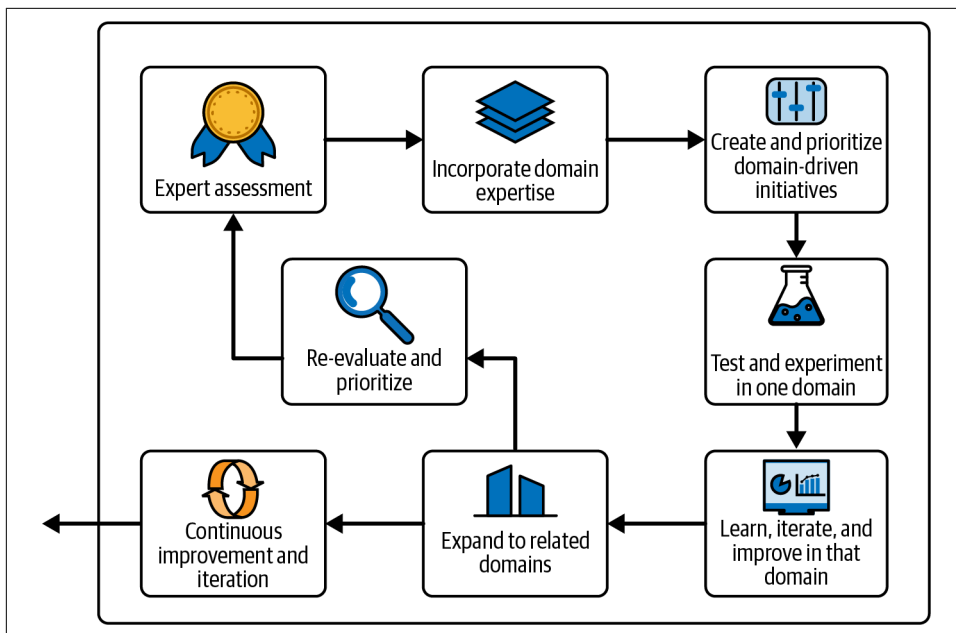 Expert assessment
Incorporate domain
expertise
Create and prioritize
domain-driven
initiatives
Re-evaluate and
prioritize
Test and experiment
in one domain
Continuous
improvement and
iteration
Expand to related
domains
Learn, iterate, and
improve in that
domain